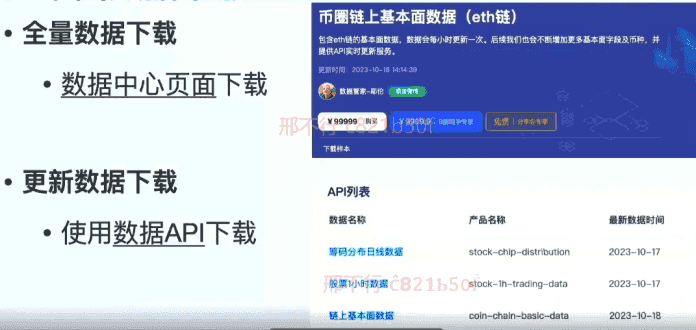 • 全量数据下载
• 数据中心页面下载
• 更新数据下载
• 使用数据API下载
币圈链上基本面数据（eth链）
包含eth链的基本面数据，数据会每小时更新一次。后续我们也会不断增加更多基本面字段及币种，并
提供API实时更新服务。
更新时间：2023-10-18 14:14:39
数据管家-耶伦
¥99999 购买
免费
下载样本
API列表
数据名称 产品名称 最新数据时间
筹码分布日线数据 stock-chip-distribution 2023-10-17
股票1小时数据 stock-1h-trading-data 2023-10-17
链上基本面数据 coin-chain-basic-data 2023-10-18
邢不行 c821b5of
邢不行 c821b5of